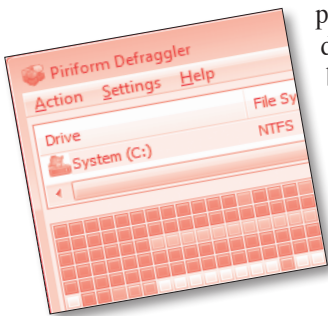 Piriform Defraggler
Action Settings Help
Drive File Sy
System (C:) NTFS
p
d
b